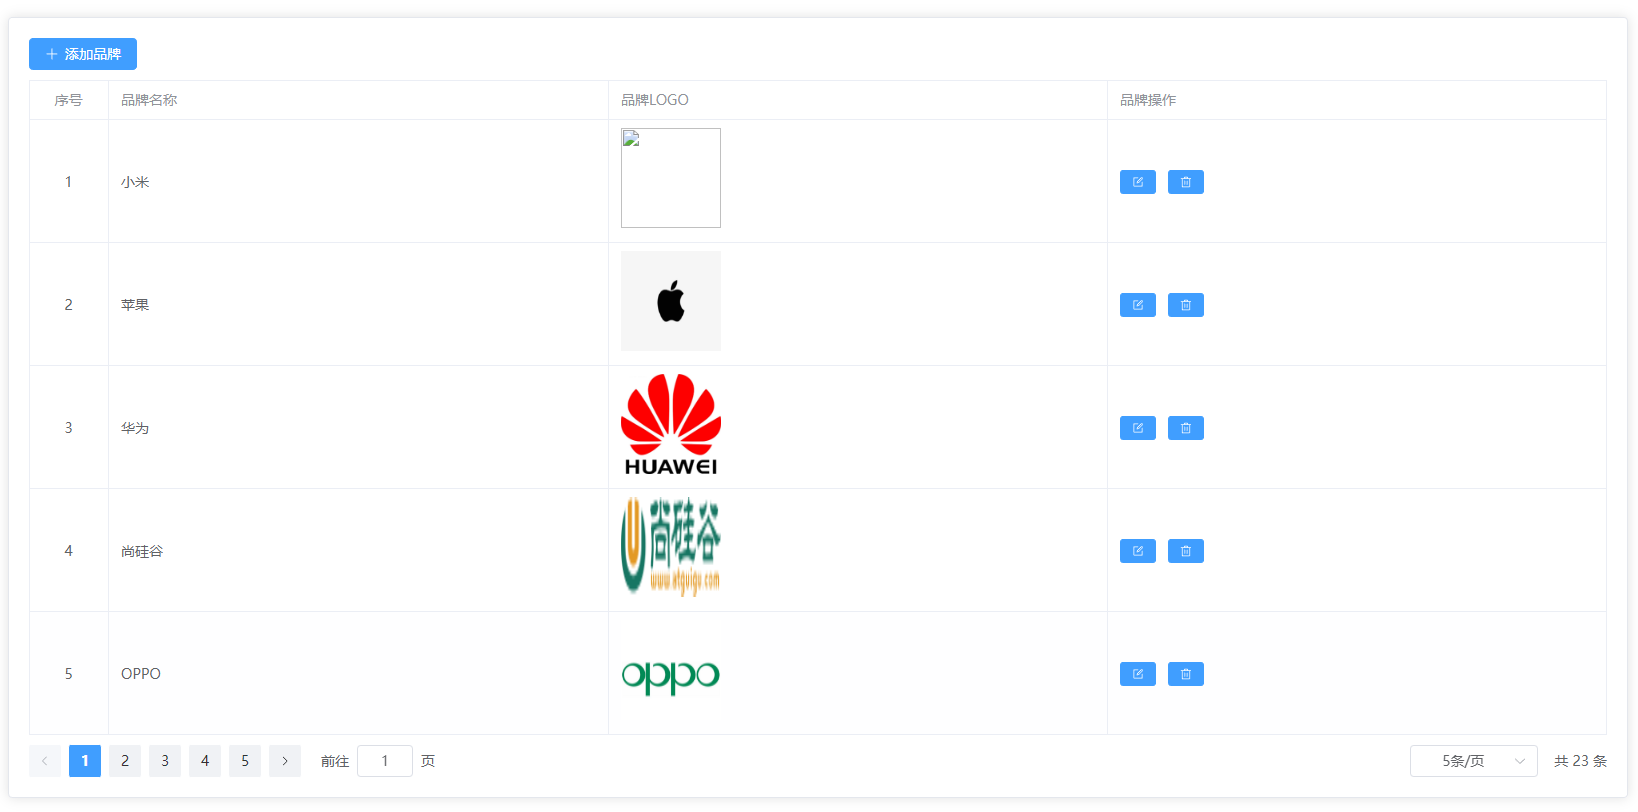 添加品牌
序号 品牌名称 品牌LOGO 品牌操作
1 小米
2 苹果
3 华为
HUAWEI
4 尚硅谷
尚硅谷
www.atguigu.com
5 OPPO
oppo
1 2 3 4 5 前往 1 页 5条/页 共 23 条